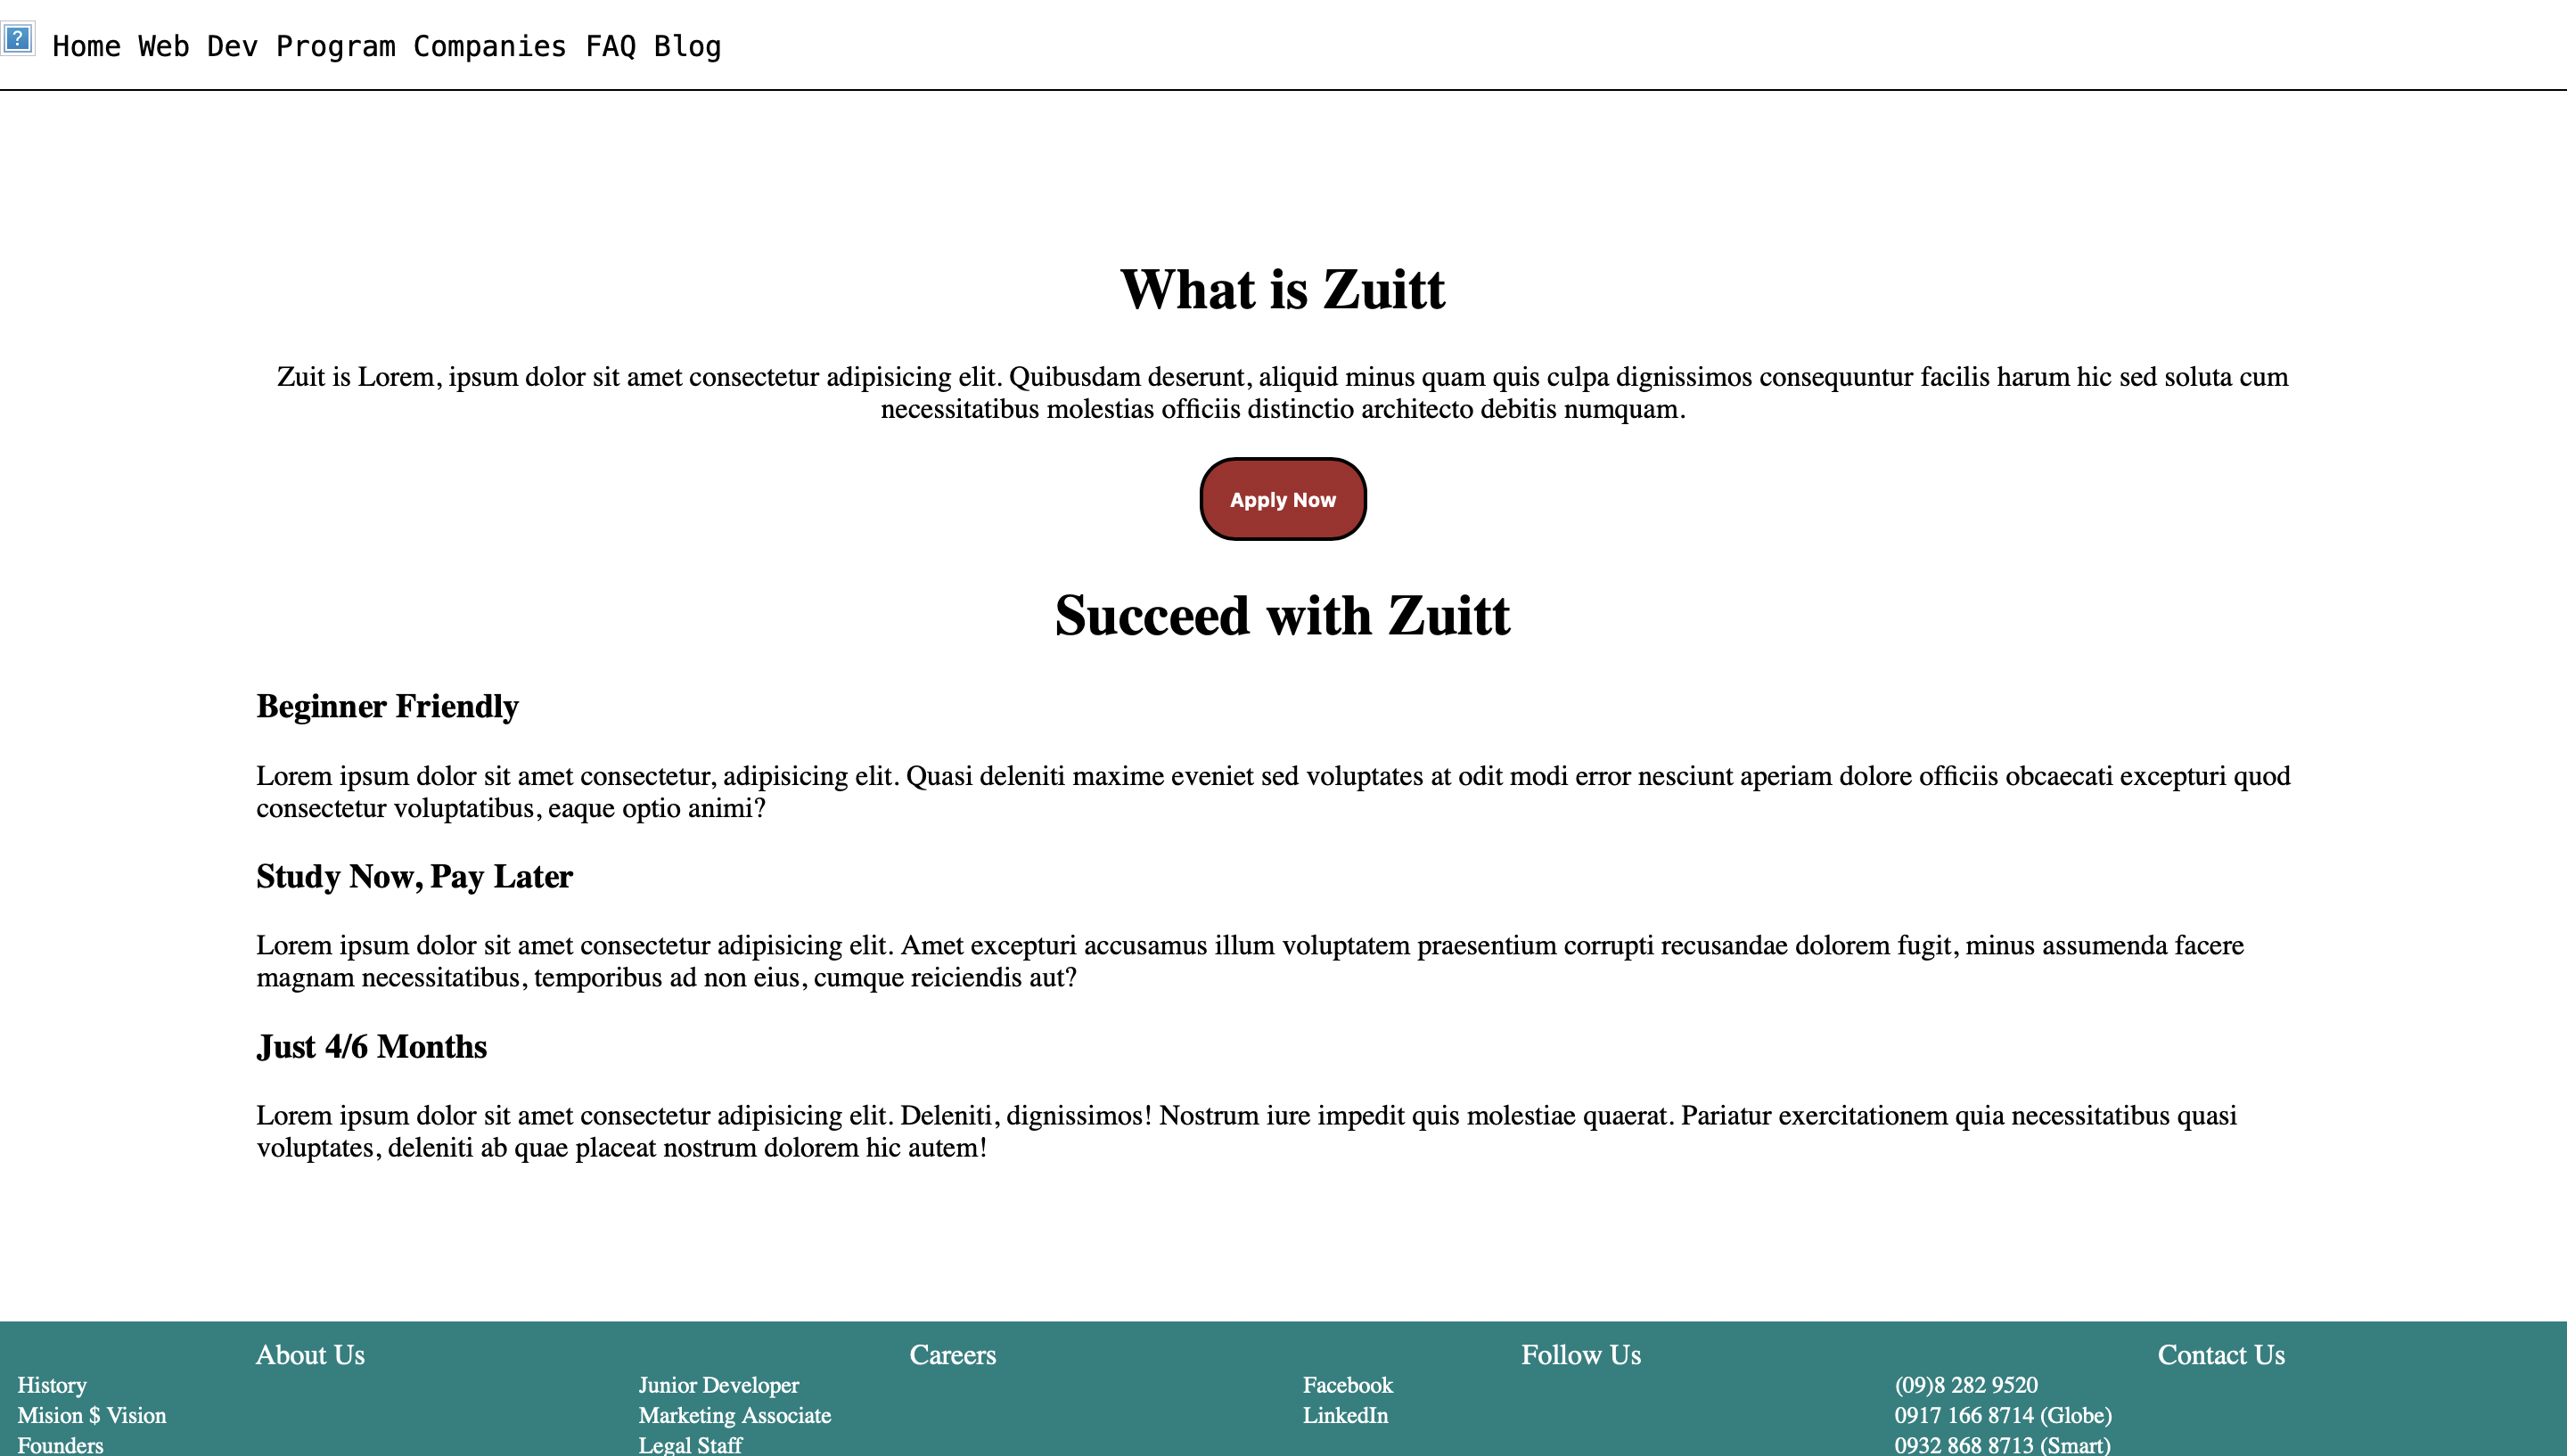 Home Web Dev Program Companies FAQ Blog
What is Zuitt
Zuit is Lorem, ipsum dolor sit amet consectetur adipisicing elit. Quibusdam deserunt, aliquid minus quam quis culpa dignissimos consequuntur facilis harum hic sed soluta cum
necessitatibus molestias officiis distinctio architecto debitis numquam.
Apply Now
Succeed with Zuitt
Beginner Friendly
Lorem ipsum dolor sit amet consectetur, adipisicing elit. Quasi deleniti maxime eveniet sed voluptates at odit modi error nesciunt aperiam dolore officiis obcaecati excepturi quod
consectetur voluptatibus, eaque optio animi?
Study Now, Pay Later
Lorem ipsum dolor sit amet consectetur adipisicing elit. Amet excepturi accusamus illum voluptatem praesentium corrupti recusandae dolorem fugit, minus assumenda facere
magnam necessitatibus, temporibus ad non eius, cumque reiciendis aut?
Just 4/6 Months
Lorem ipsum dolor sit amet consectetur adipisicing elit. Deleniti, dignissimos! Nostrum iure impedit quis molestiae quaerat. Pariatur exercitationem quia necessitatibus quasi
voluptates, deleniti ab quae placeat nostrum dolorem hic autem!
About Us
History
Mision $ Vision
Founders
Careers
Junior Developer
Marketing Associate
Legal Staff
Follow Us
Facebook
LinkedIn
Contact Us
(09)8 282 9520
0917 166 8714 (Globe)
0932 868 8713 (Smart)